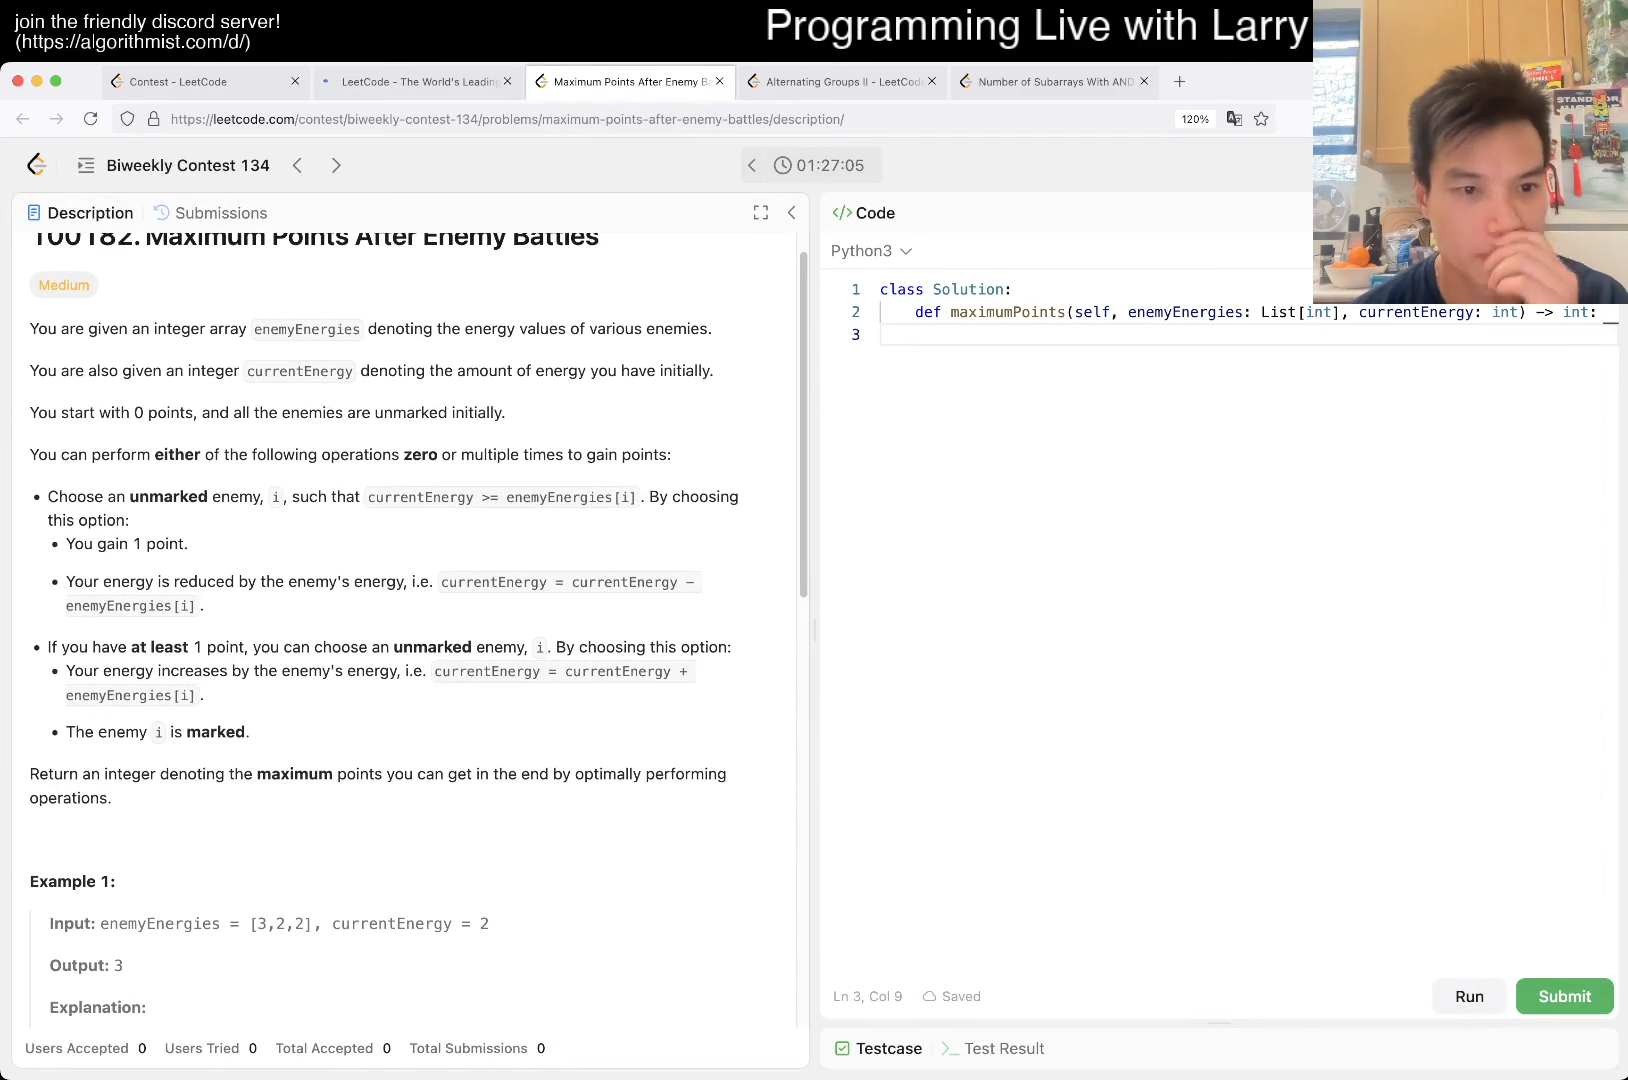 join the friendly discord server!
(https://algorithmist.com/d/)
Programming Live with Larry
Contest - LeetCode
LeetCode - The World's Leading
Maximum Points After Enemy Ba
Alternating Groups II - LeetCod
Number of Subarrays With AND
https://leetcode.com/contest/biweekly-contest-134/problems/maximum-points-after-enemy-battles/description/
120%
Biweekly Contest 134
01:27:05
Description
Submissions
</> Code
100182. Maximum Points After Enemy Battles
Python3
Medium
1 class Solution:
2 def maximumPoints(self, enemyEnergies: List[int], currentEnergy: int) -> int:
3
You are given an integer array enemyEnergies denoting the energy values of various enemies.
You are also given an integer currentEnergy denoting the amount of energy you have initially.
You start with 0 points, and all the enemies are unmarked initially.
You can perform either of the following operations zero or multiple times to gain points:
• Choose an unmarked enemy, i, such that currentEnergy >= enemyEnergies[i]. By choosing
this option:
• You gain 1 point.
• Your energy is reduced by the enemy's energy, i.e. currentEnergy = currentEnergy -
enemyEnergies[i].
• If you have at least 1 point, you can choose an unmarked enemy, i. By choosing this option:
• Your energy increases by the enemy's energy, i.e. currentEnergy = currentEnergy +
enemyEnergies[i].
• The enemy i is marked.
Return an integer denoting the maximum points you can get in the end by optimally performing
operations.
Example 1:
Input: enemyEnergies = [3,2,2], currentEnergy = 2
Output: 3
Explanation:
Ln 3, Col 9
Saved
Run
Submit
Users Accepted 0
Users Tried 0
Total Accepted 0
Total Submissions 0
Testcase
Test Result